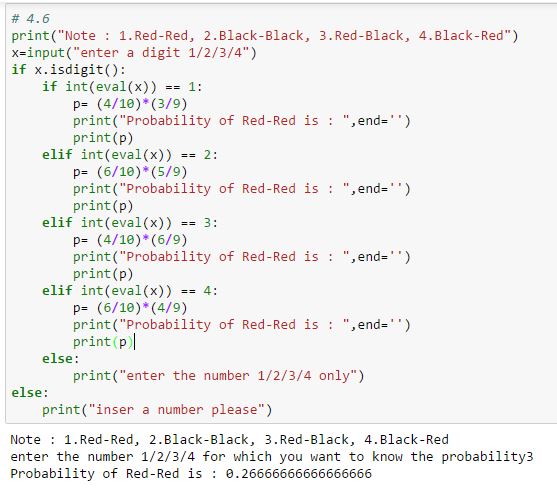 # 4.6
print("Note : 1.Red-Red, 2.Black-Black, 3.Red-Black, 4.Black-Red")
x=input("enter a digit 1/2/3/4")
if x.isdigit():
    if int(eval(x)) == 1:
        p= (4/10)*(3/9)
        print("Probability of Red-Red is : ",end='')
        print(p)
    elif int(eval(x)) == 2:
        p= (6/10)*(5/9)
        print("Probability of Red-Red is : ",end='')
        print(p)
    elif int(eval(x)) == 3:
        p= (4/10)*(6/9)
        print("Probability of Red-Red is : ",end='')
        print(p)
    elif int(eval(x)) == 4:
        p= (6/10)*(4/9)
        print("Probability of Red-Red is : ",end='')
        print(p)
    else:
        print("enter the number 1/2/3/4 only")
else:
    print("inser a number please")
Note : 1.Red-Red, 2.Black-Black, 3.Red-Black, 4.Black-Red
enter the number 1/2/3/4 for which you want to know the probability3
Probability of Red-Red is : 0.26666666666666666